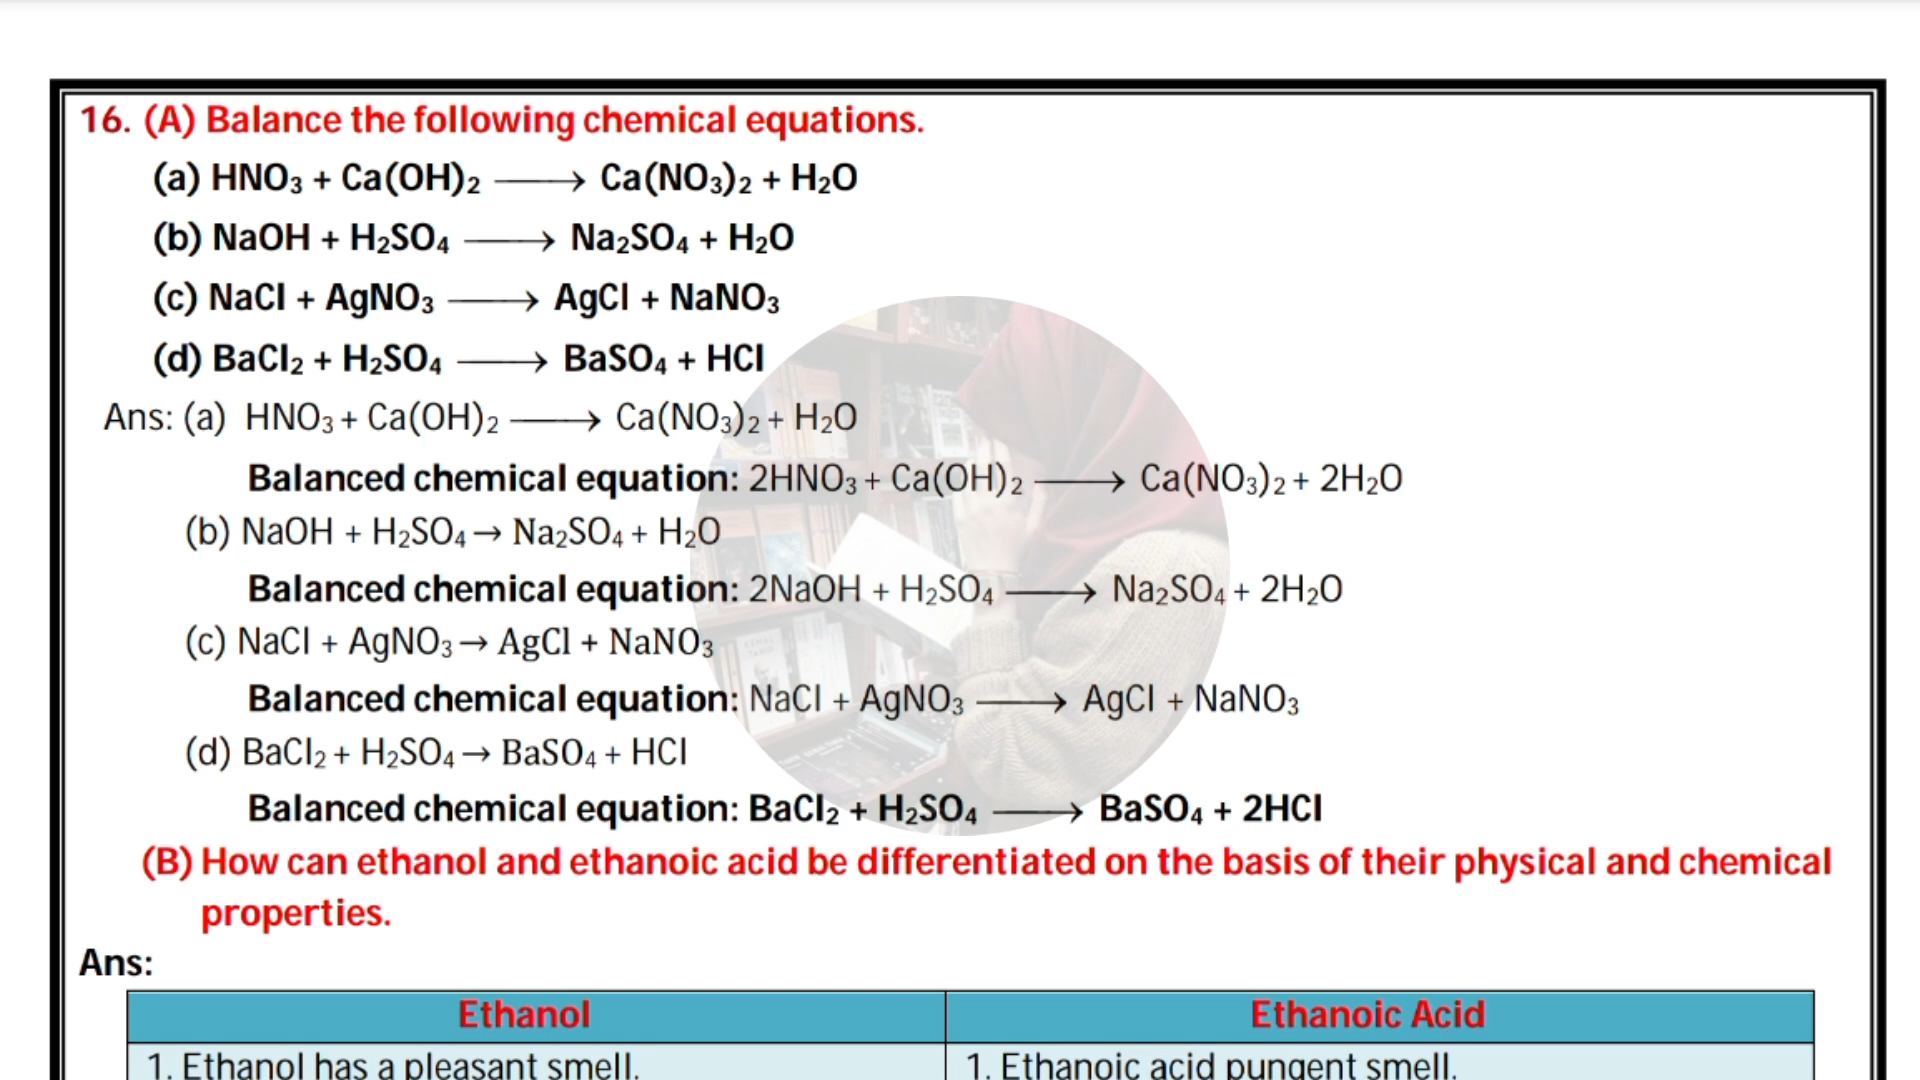 16. (A) Balance the following chemical equations.
(a) HNO₃ + Ca(OH)₂ ⟶ Ca(NO₃)₂ + H₂O
(b) NaOH + H₂SO₄ ⟶ Na₂SO₄ + H₂O
(c) NaCl + AgNO₃ ⟶ AgCl + NaNO₃
(d) BaCl₂ + H₂SO₄ ⟶ BaSO₄ + HCl
Ans: (a) HNO₃ + Ca(OH)₂ ⟶ Ca(NO₃)₂ + H₂O
Balanced chemical equation: 2HNO₃ + Ca(OH)₂ ⟶ Ca(NO₃)₂ + 2H₂O
(b) NaOH + H₂SO₄ → Na₂SO₄ + H₂O
Balanced chemical equation: 2NaOH + H₂SO₄ ⟶ Na₂SO₄ + 2H₂O
(c) NaCl + AgNO₃ → AgCl + NaNO₃
Balanced chemical equation: NaCl + AgNO₃ ⟶ AgCl + NaNO₃
(d) BaCl₂ + H₂SO₄ → BaSO₄ + HCl
Balanced chemical equation: BaCl₂ + H₂SO₄ ⟶ BaSO₄ + 2HCl
(B) How can ethanol and ethanoic acid be differentiated on the basis of their physical and chemical
properties.
Ans:
Ethanol Ethanoic Acid
1. Ethanol has a pleasant smell. 1. Ethanoic acid pungent smell.